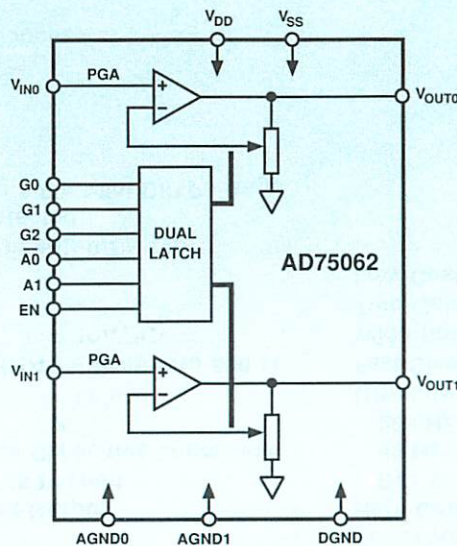 VDD
VSS
VIN0
PGA
+
−
VOUT0
G0
G1
G2
A0
A1
EN
DUAL
LATCH
AD75062
VIN1
PGA
+
−
VOUT1
AGND0
AGND1
DGND